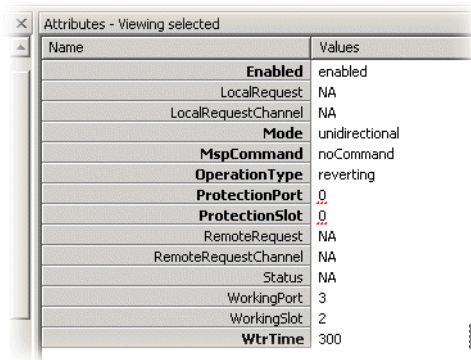 Attributes - Viewing selected
Name Values
Enabled enabled
LocalRequest NA
LocalRequestChannel NA
Mode unidirectional
MspCommand noCommand
OperationType reverting
ProtectionPort 0
ProtectionSlot 0
RemoteRequest NA
RemoteRequestChannel NA
Status NA
WorkingPort 3
WorkingSlot 2
WtrTime 300